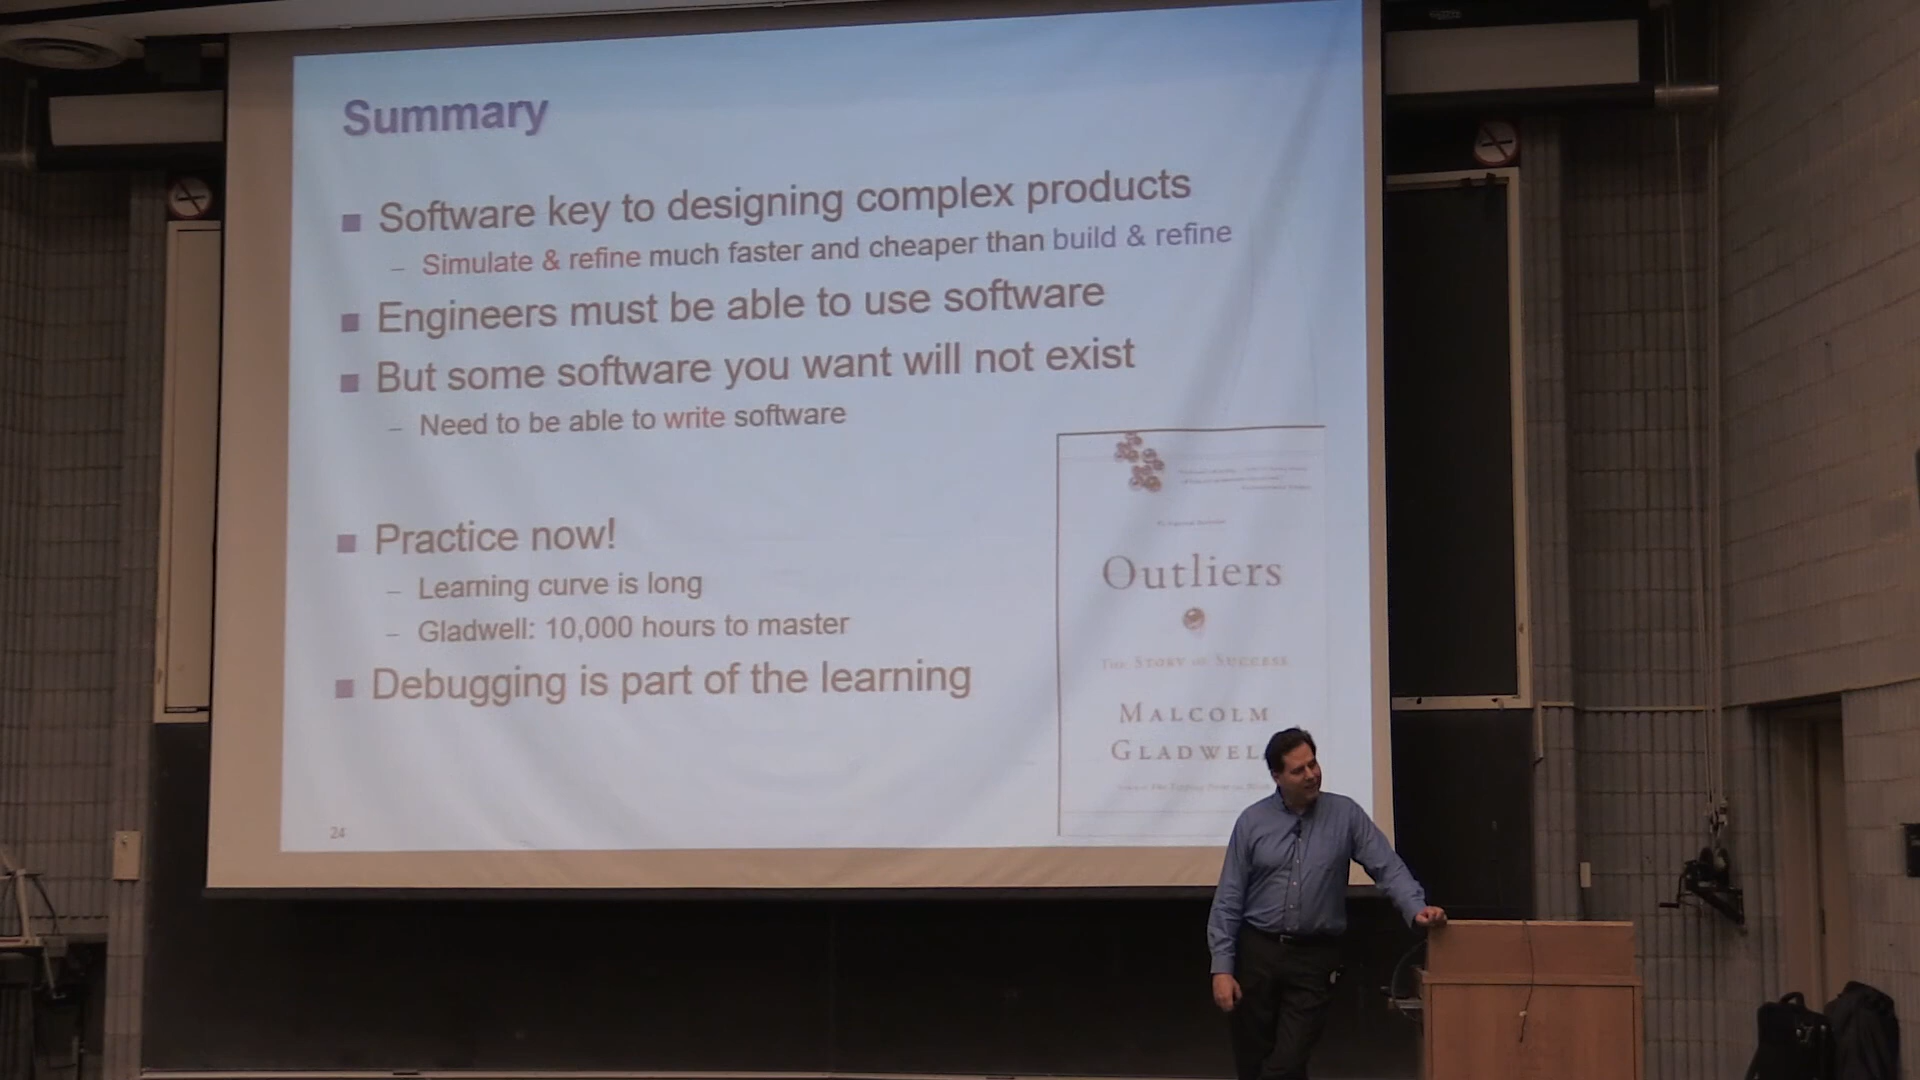 Summary
Software key to designing complex products
– Simulate & refine much faster and cheaper than build & refine
Engineers must be able to use software
But some software you want will not exist
– Need to be able to write software
Practice now!
– Learning curve is long
– Gladwell: 10,000 hours to master
Debugging is part of the learning
Outliers
The Story of Success
Malcolm
Gladwel
24